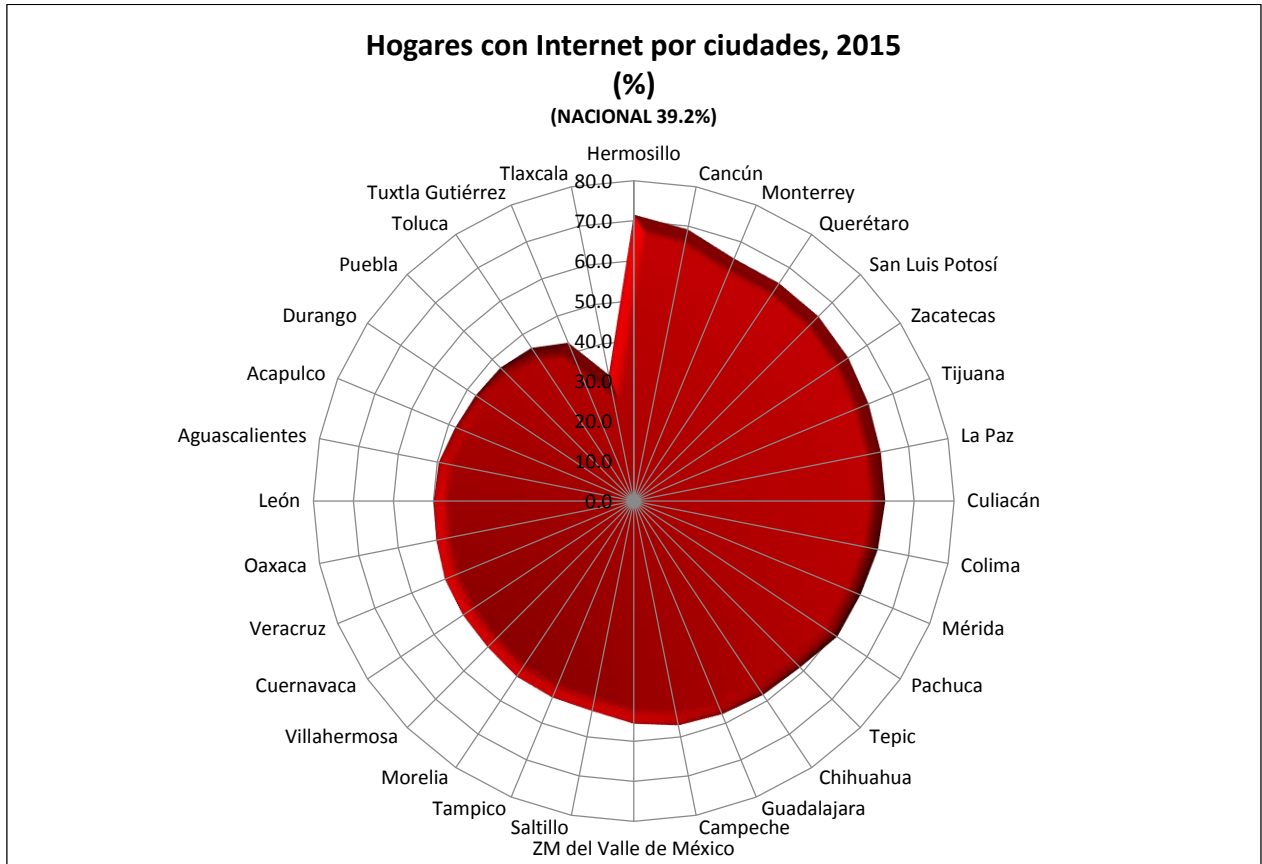 Hogares con Internet por ciudades, 2015
(%)
(NACIONAL 39.2%)
Hermosillo
Cancún
Monterrey
Querétaro
San Luis Potosí
Zacatecas
Tijuana
La Paz
Culiacán
Colima
Mérida
Pachuca
Tepic
Chihuahua
Guadalajara
Campeche
ZM del Valle de México
Saltillo
Tampico
Morelia
Villahermosa
Cuernavaca
Veracruz
Oaxaca
León
Aguascalientes
Acapulco
Durango
Puebla
Toluca
Tuxtla Gutiérrez
Tlaxcala
80.0
70.0
60.0
50.0
40.0
30.0
20.0
10.0
0.0